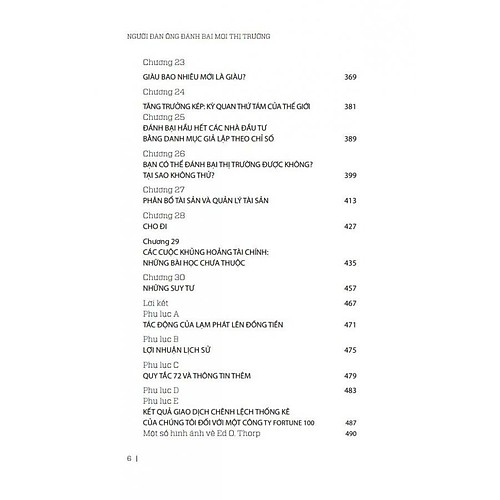 NGƯỜI ĐÀN ÔNG ĐÁNH BẠI MỌI THỊ TRƯỜNG
Chương 23
GIÀU BAO NHIÊU MỚI LÀ GIÀU? 369
Chương 24
TĂNG TRƯỞNG KÉP: KỲ QUAN THỨ TÁM CỦA THẾ GIỚI 381
Chương 25
ĐÁNH BẠI HẦU HẾT CÁC NHÀ ĐẦU TƯ
BẰNG DANH MỤC GIẢ LẬP THEO CHỈ SỐ 389
Chương 26
BẠN CÓ THỂ ĐÁNH BẠI THỊ TRƯỜNG ĐƯỢC KHÔNG?
TẠI SAO KHÔNG THỬ? 399
Chương 27
PHÂN BỔ TÀI SẢN VÀ QUẢN LÝ TÀI SẢN 413
Chương 28
CHO ĐI 427
Chương 29
CÁC CUỘC KHỦNG HOẢNG TÀI CHÍNH:
NHỮNG BÀI HỌC CHƯA THUỘC 435
Chương 30
NHỮNG SUY TƯ 457
Lời kết 467
Phụ lục A
TÁC ĐỘNG CỦA LẠM PHÁT LÊN ĐỒNG TIỀN 471
Phụ lục B
LỢI NHUẬN LỊCH SỬ 475
Phụ lục C
QUY TẮC 72 VÀ THÔNG TIN THÊM 479
Phụ lục D 483
Phụ lục E
KẾT QUẢ GIAO DỊCH CHÊNH LỆCH THỐNG KÊ
CỦA CHÚNG TÔI ĐỐI VỚI MỘT CÔNG TY FORTUNE 100 487
Một số hình ảnh về Ed O. Thorp 490
6 |